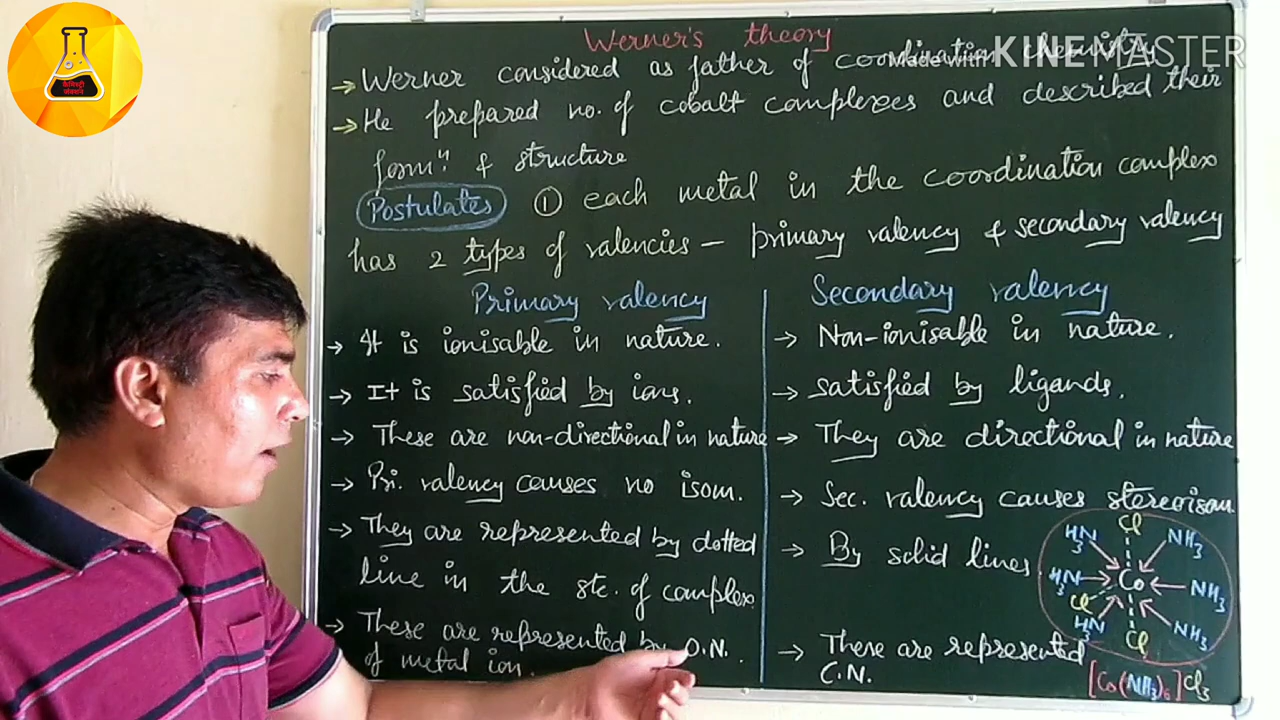 केमिस्ट्री
जंक्शन
Made with KINEMASTER
Werner's theory
→ Werner considered as father of coordination chemistry
→ He prepared no. of cobalt complexes and described their
formⁿ & structure
Postulates ① each metal in the coordination complex
has 2 types of valencies – primary valency & secondary valency
Primary valency
→ It is ionisable in nature.
→ It is satisfied by ions.
→ These are non-directional in nature
→ Pri. valency causes no isom.
→ They are represented by dotted
line in the stc. of complex
→ These are represented by O.N.
of metal ion.
Secondary valency
→ Non-ionisable in nature.
→ satisfied by ligands.
→ They are directional in nature
→ Sec. valency causes stereoisom
→ By solid lines
→ These are represented
C.N.
Cl
H₃N NH₃
H₃N Co NH₃
Cl
H₃N Cl NH₃
[Co(NH₃)₆]Cl₃